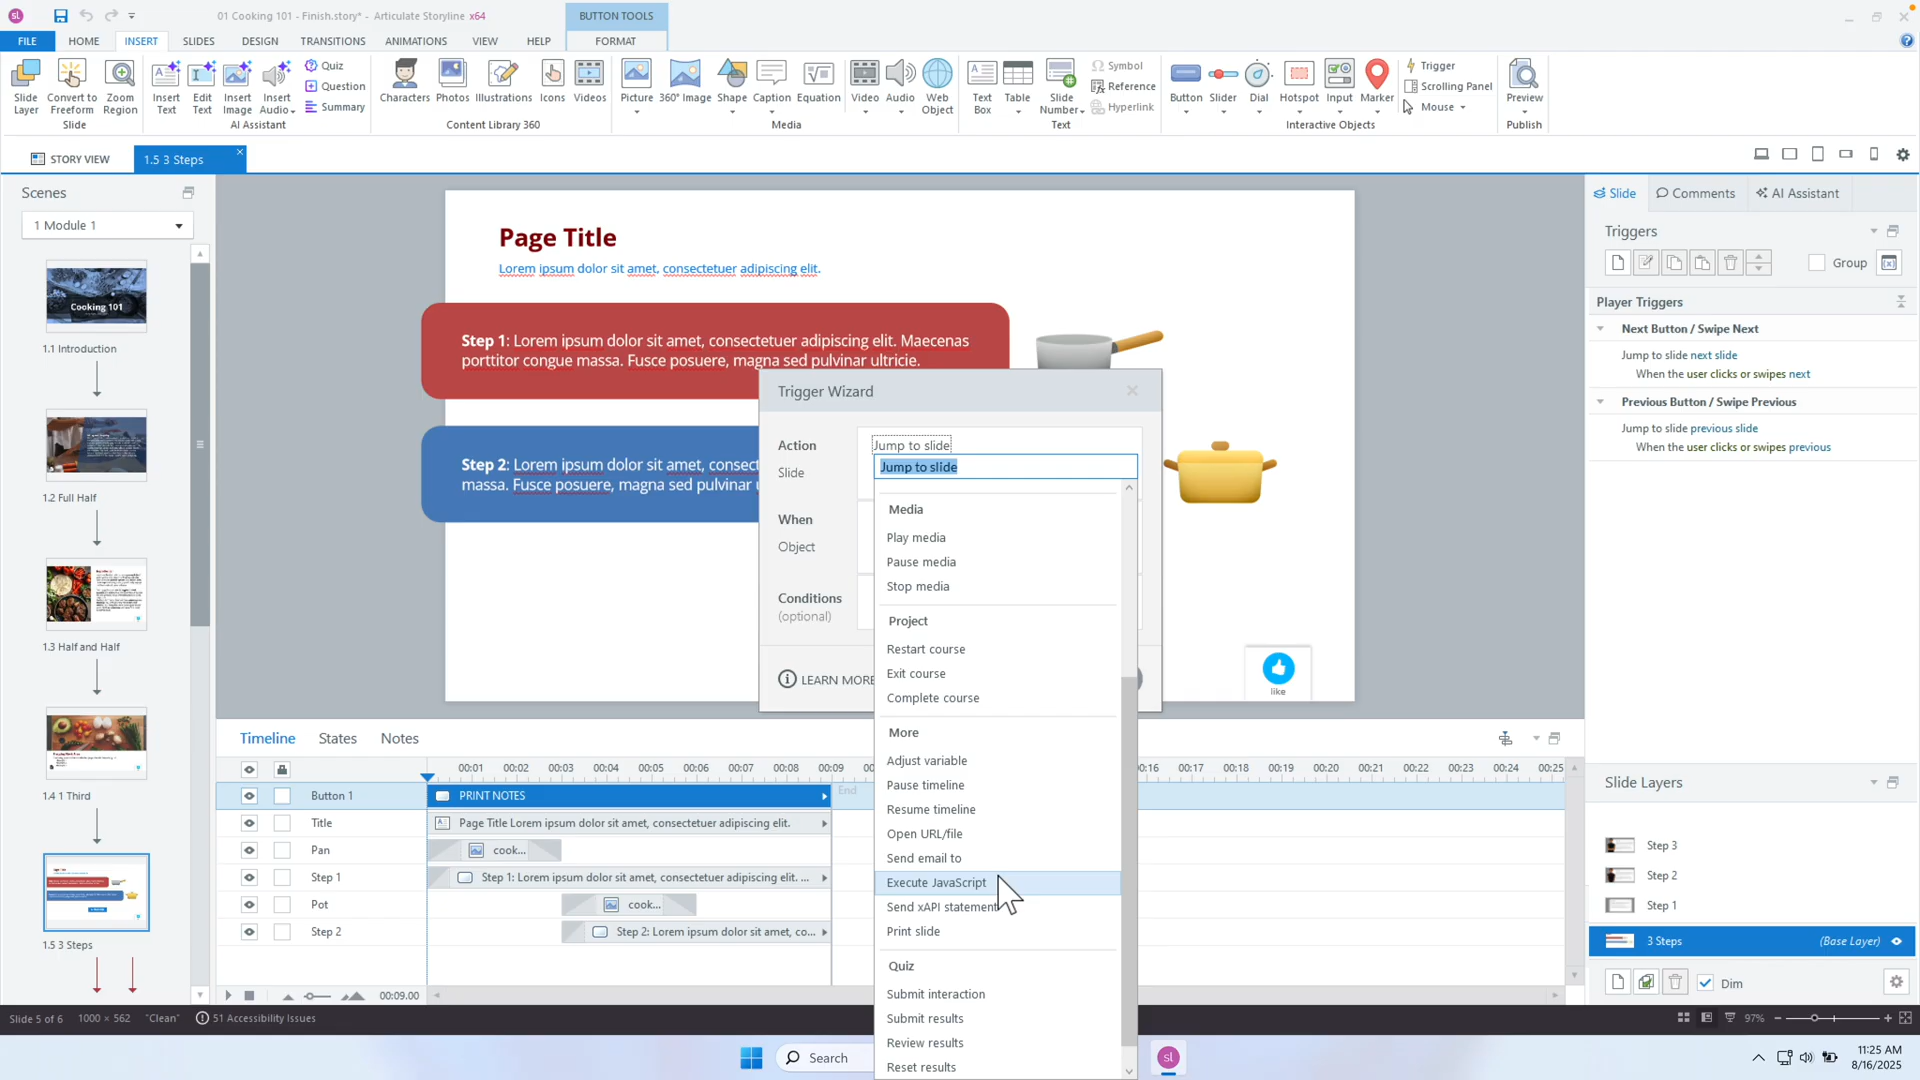 sl
01 Cooking 101 - Finish.story* - Articulate Storyline x64
BUTTON TOOLS
FILE HOME INSERT SLIDES DESIGN TRANSITIONS ANIMATIONS VIEW HELP FORMAT
Slide Layer
Convert to Freeform
Zoom Region
Slide
Insert Text
Edit Text
Insert Image
Insert Audio
Quiz
Question
Summary
AI Assistant
Characters
Photos
Illustrations
Icons
Videos
Content Library 360
Picture
360° Image
Shape
Caption
Equation
Video
Audio
Web Object
Media
Text Box
Table
Slide Number
Symbol
Reference
Hyperlink
Text
Button
Slider
Dial
Hotspot
Input
Marker
Trigger
Scrolling Panel
Mouse
Interactive Objects
Preview
Publish
STORY VIEW
1.5 3 Steps
Scenes
1 Module 1
Cooking 101
1.1 Introduction
1.2 Full Half
1.3 Half and Half
1.4 1 Third
1.5 3 Steps
Page Title
Lorem ipsum dolor sit amet, consectetuer adipiscing elit.
Step 1: Lorem ipsum dolor sit amet, consectetuer adipiscing elit. Maecenas
porttitor congue massa. Fusce posuere, magna sed pulvinar ultricie.
Step 2: Lorem ipsum dolor sit amet, consect
massa. Fusce posuere, magna sed pulvinar u
like
Trigger Wizard
Action
Jump to slide
Slide
When
Object
Conditions
(optional)
LEARN MORE
Jump to slide
Media
Play media
Pause media
Stop media
Project
Restart course
Exit course
Complete course
More
Adjust variable
Pause timeline
Resume timeline
Open URL/file
Send email to
Execute JavaScript
Send xAPI statement
Print slide
Quiz
Submit interaction
Submit results
Review results
Reset results
Timeline States Notes
00:01 00:02 00:03 00:04 00:05 00:06 00:07 00:08 00:09 00:16 00:17 00:18 00:19 00:20 00:21 00:22 00:23 00:24 00:25
Button 1 PRINT NOTES End
Title Page Title Lorem ipsum dolor sit amet, consectetuer adipiscing elit.
Pan cook...
Step 1 Step 1: Lorem ipsum dolor sit amet, consectetuer adipiscing elit. ...
Pot cook...
Step 2 Step 2: Lorem ipsum dolor sit amet, co...
00:09.00
Slide Comments AI Assistant
Triggers
Group
Player Triggers
Next Button / Swipe Next
Jump to slide next slide
When the user clicks or swipes next
Previous Button / Swipe Previous
Jump to slide previous slide
When the user clicks or swipes previous
Slide Layers
Step 3
Step 2
Step 1
3 Steps (Base Layer)
Dim
Slide 5 of 6 1000 × 562 "Clean" 51 Accessibility Issues
97%
Search
sl
11:25 AM
8/16/2025